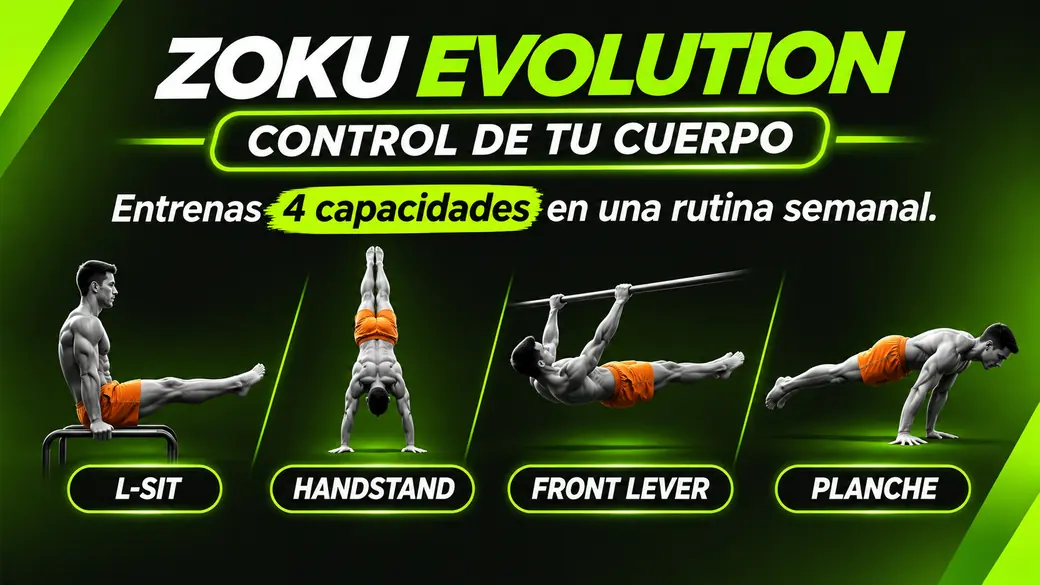 ZOKU EVOLUTION
CONTROL DE TU CUERPO
Entrenas 4 capacidades en una rutina semanal.
L-SIT
HANDSTAND
FRONT LEVER
PLANCHE